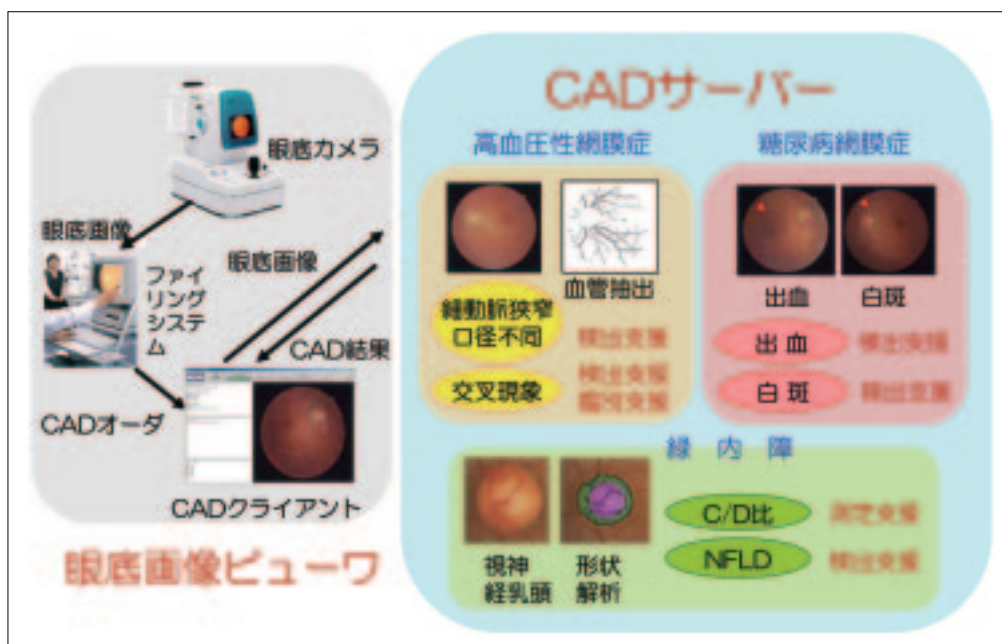 眼底カメラ
眼底画像
ファイ
リング
システ
ム
眼底画像
CAD結果
CADオーダ
CADクライアント
眼底画像ビューワ
CADサーバー
高血圧性網膜症
血管抽出
細動脈狭窄
口径不同
検出支援
交叉現象
検出支援
鑑別支援
糖尿病網膜症
出血
白斑
出血
検出支援
白斑
検出支援
緑内障
視神
経乳頭
形状
解析
C/D比
測定支援
NFLD
検出支援